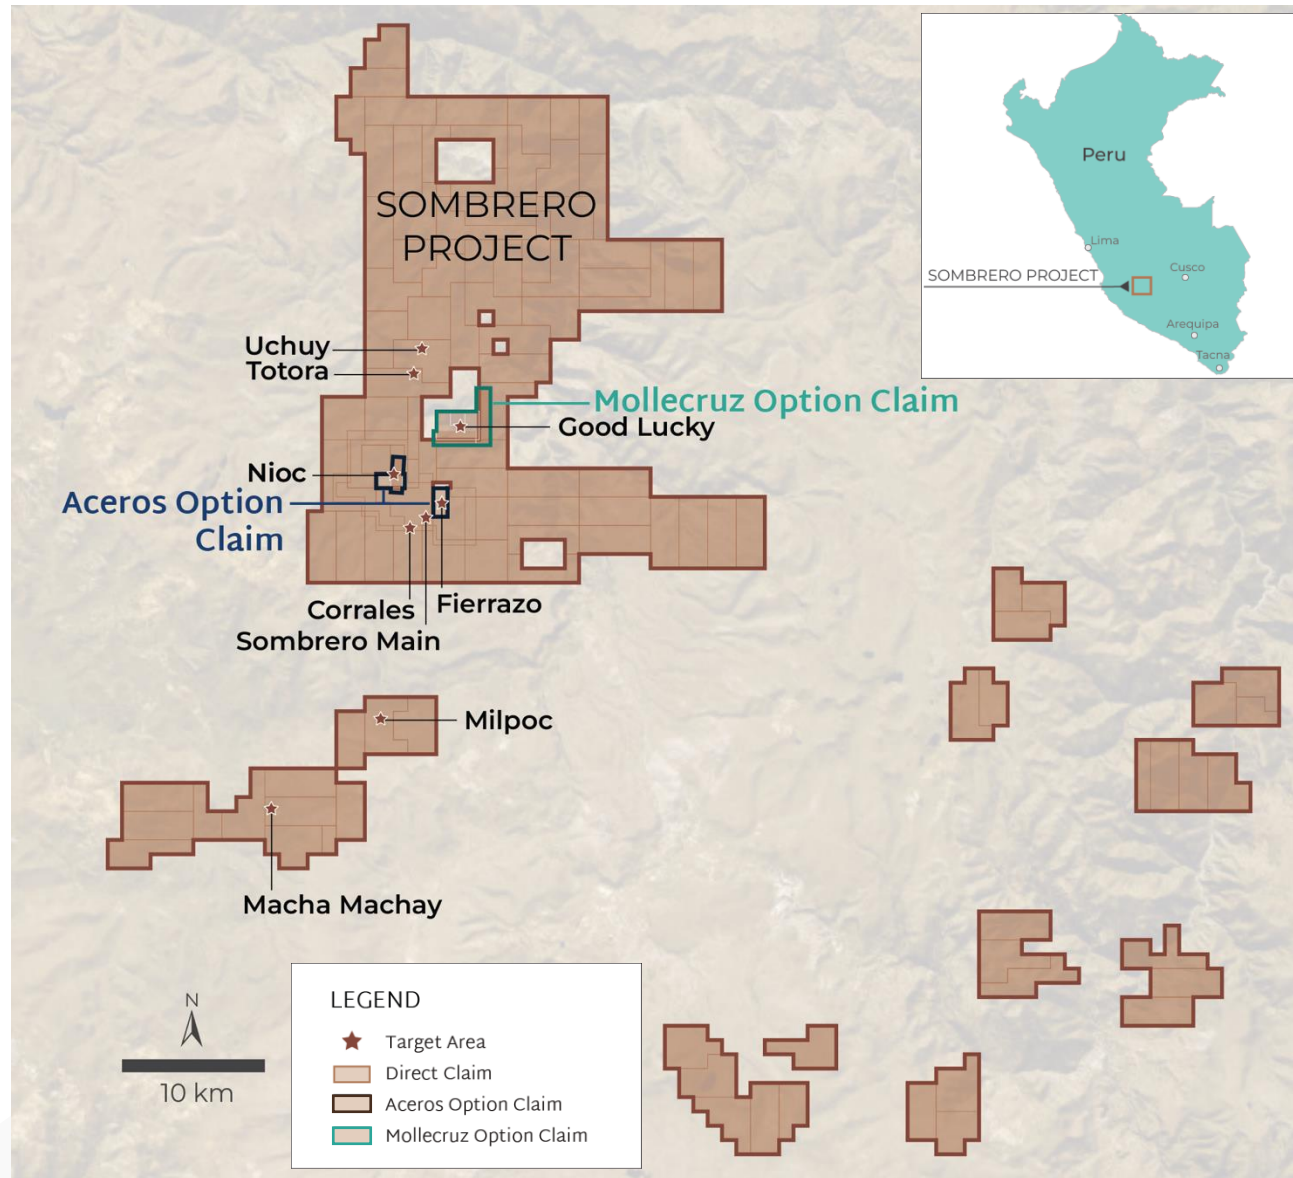 SOMBRERO
PROJECT
Uchuy
Totora
Mollecruz Option Claim
Good Lucky
Nioc
Aceros Option
Claim
Corrales
Fierrazo
Sombrero Main
Milpoc
Macha Machay
Peru
Lima
Cusco
SOMBRERO PROJECT
Arequipa
Tacna
N
10 km
LEGEND
Target Area
Direct Claim
Aceros Option Claim
Mollecruz Option Claim